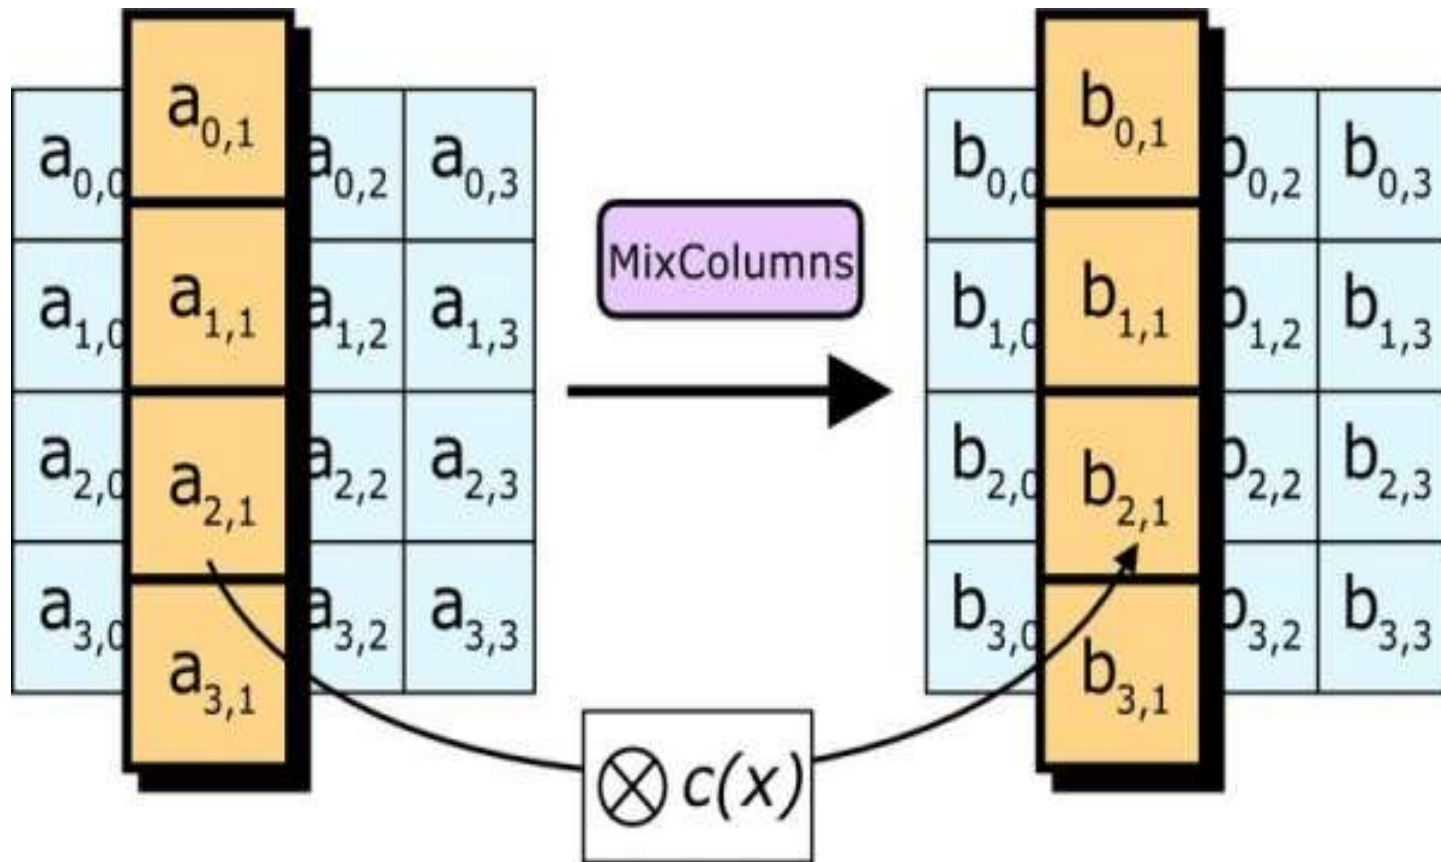 a0,1
a0,0 a0,2 a0,3
a1,1
a1,0 a1,2 a1,3
a2,1
a2,0 a2,2 a2,3
a3,1
a3,0 a3,2 a3,3
MixColumns
b0,1
b0,0 b0,2 b0,3
b1,1
b1,0 b1,2 b1,3
b2,1
b2,0 b2,2 b2,3
b3,1
b3,0 b3,2 b3,3
⊗ c(x)